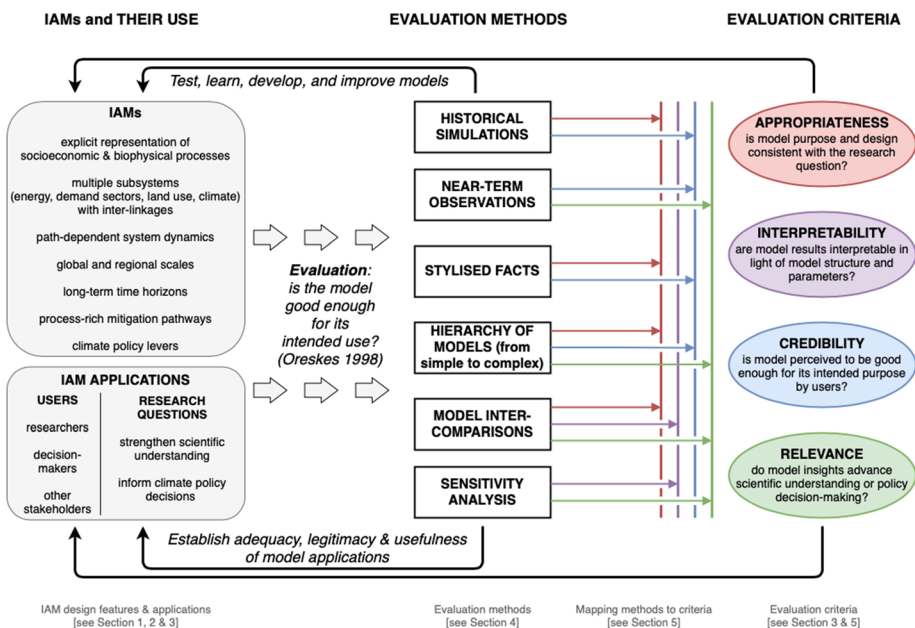 IAMs and THEIR USE
EVALUATION METHODS
EVALUATION CRITERIA
Test, learn, develop, and improve models
IAMs
explicit representation of
socioeconomic & biophysical processes
multiple subsystems
(energy, demand sectors, land use, climate)
with inter-linkages
path-dependent system dynamics
global and regional scales
long-term time horizons
process-rich mitigation pathways
climate policy levers
IAM APPLICATIONS
USERS
researchers
decision-
makers
other
stakeholders
RESEARCH
QUESTIONS
strengthen scientific
understanding
inform climate policy
decisions
Evaluation:
is the model
good enough
for its
intended use?
(Oreskes 1998)
HISTORICAL
SIMULATIONS
NEAR-TERM
OBSERVATIONS
STYLISED FACTS
HIERARCHY OF
MODELS (from
simple to complex)
MODEL INTER-
COMPARISONS
SENSITIVITY
ANALYSIS
APPROPRIATENESS
is model purpose and design
consistent with the research
question?
INTERPRETABILITY
are model results interpretable in
light of model structure and
parameters?
CREDIBILITY
is model perceived to be good
enough for its intended purpose
by users?
RELEVANCE
do model insights advance
scientific understanding or policy
decision-making?
Establish adequacy, legitimacy & usefulness
of model applications
IAM design features & applications
[see Section 1, 2 & 3]
Evaluation methods
[see Section 4]
Mapping methods to criteria
[see Section 5]
Evaluation criteria
[see Section 3 & 5]